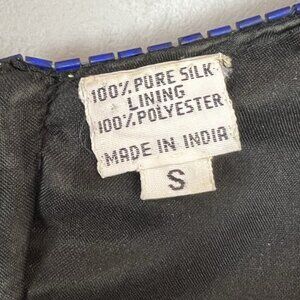 100% PURE SILK
LINING
100% POLYESTER
MADE IN INDIA
S